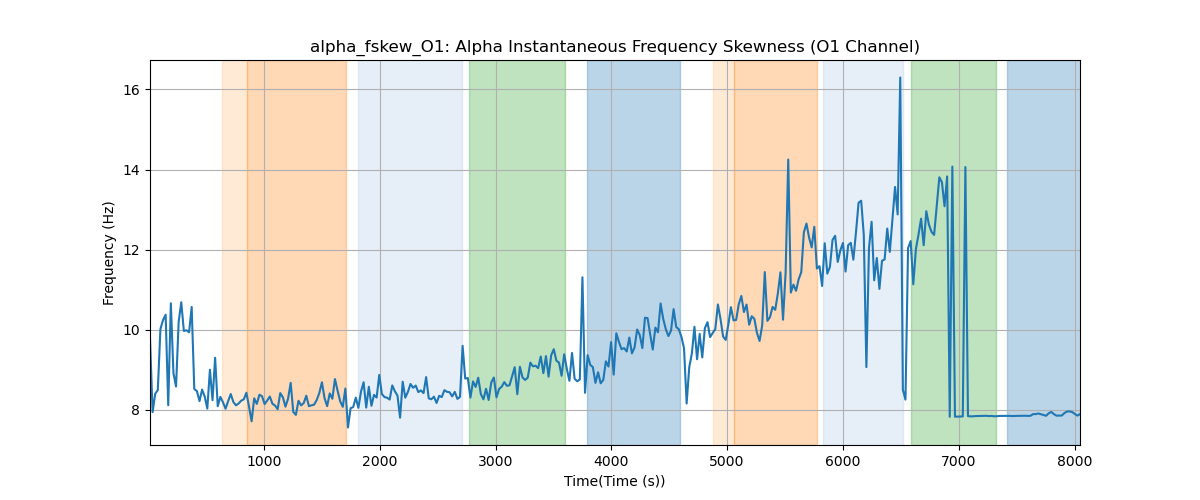 alpha_fskew_O1: Alpha Instantaneous Frequency Skewness (O1 Channel)
Frequency (Hz)
16
14
12
10
8
1000 2000 3000 4000 5000 6000 7000 8000
Time(Time (s))